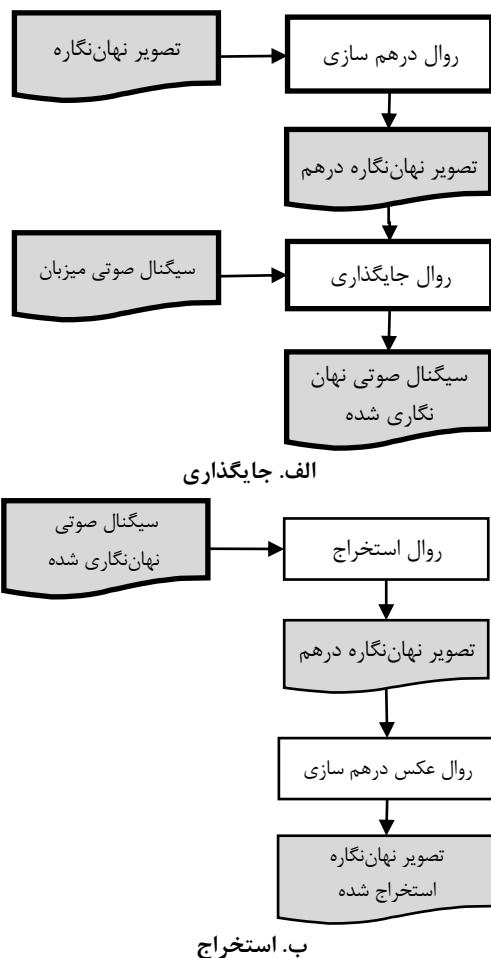 تصویر نهان‌نگاره
روال درهم سازی
تصویر نهان‌نگاره درهم
سیگنال صوتی میزبان
روال جایگذاری
سیگنال صوتی نهان
نگاری شده
الف. جایگذاری
سیگنال صوتی
نهان‌نگاری شده
روال استخراج
تصویر نهان‌نگاره درهم
روال عکس درهم سازی
تصویر نهان‌نگاره
استخراج شده
ب. استخراج